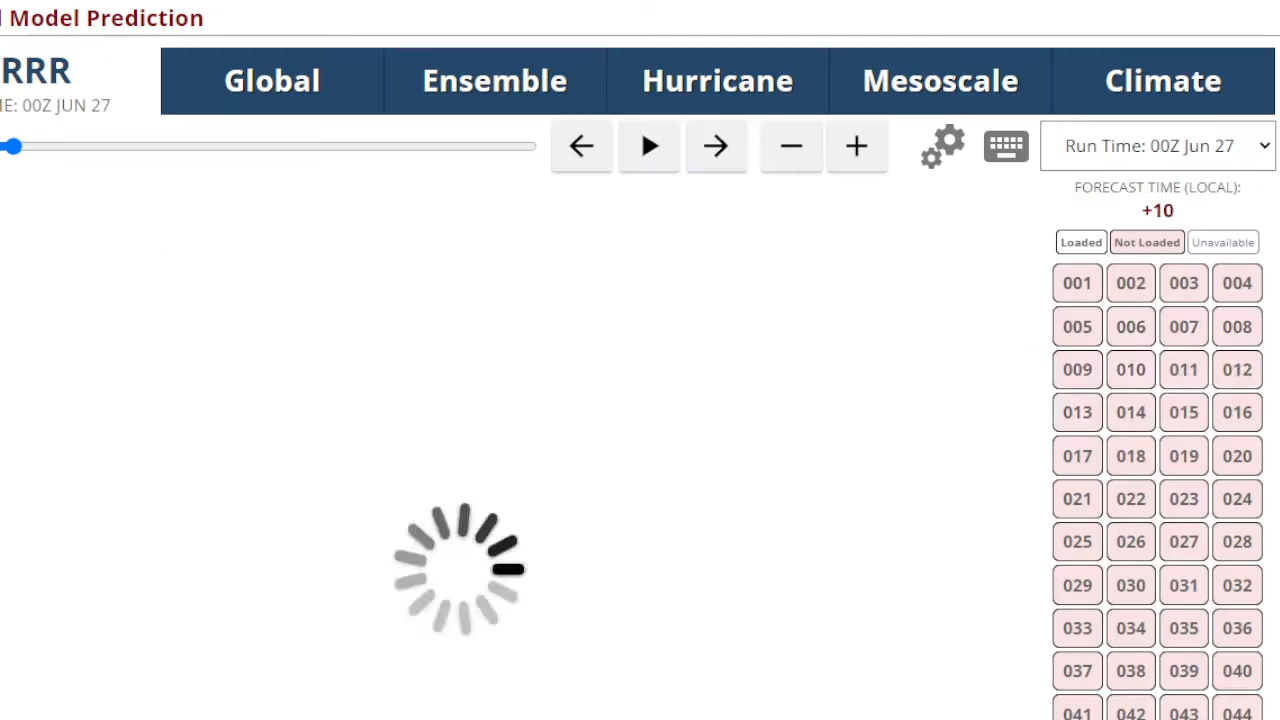 Model Prediction
RRR
E: 00Z JUN 27
Global Ensemble Hurricane Mesoscale Climate
Run Time: 00Z Jun 27
FORECAST TIME (LOCAL):
+10
Loaded Not Loaded Unavailable
001 002 003 004
005 006 007 008
009 010 011 012
013 014 015 016
017 018 019 020
021 022 023 024
025 026 027 028
029 030 031 032
033 034 035 036
037 038 039 040
041 042 043 044